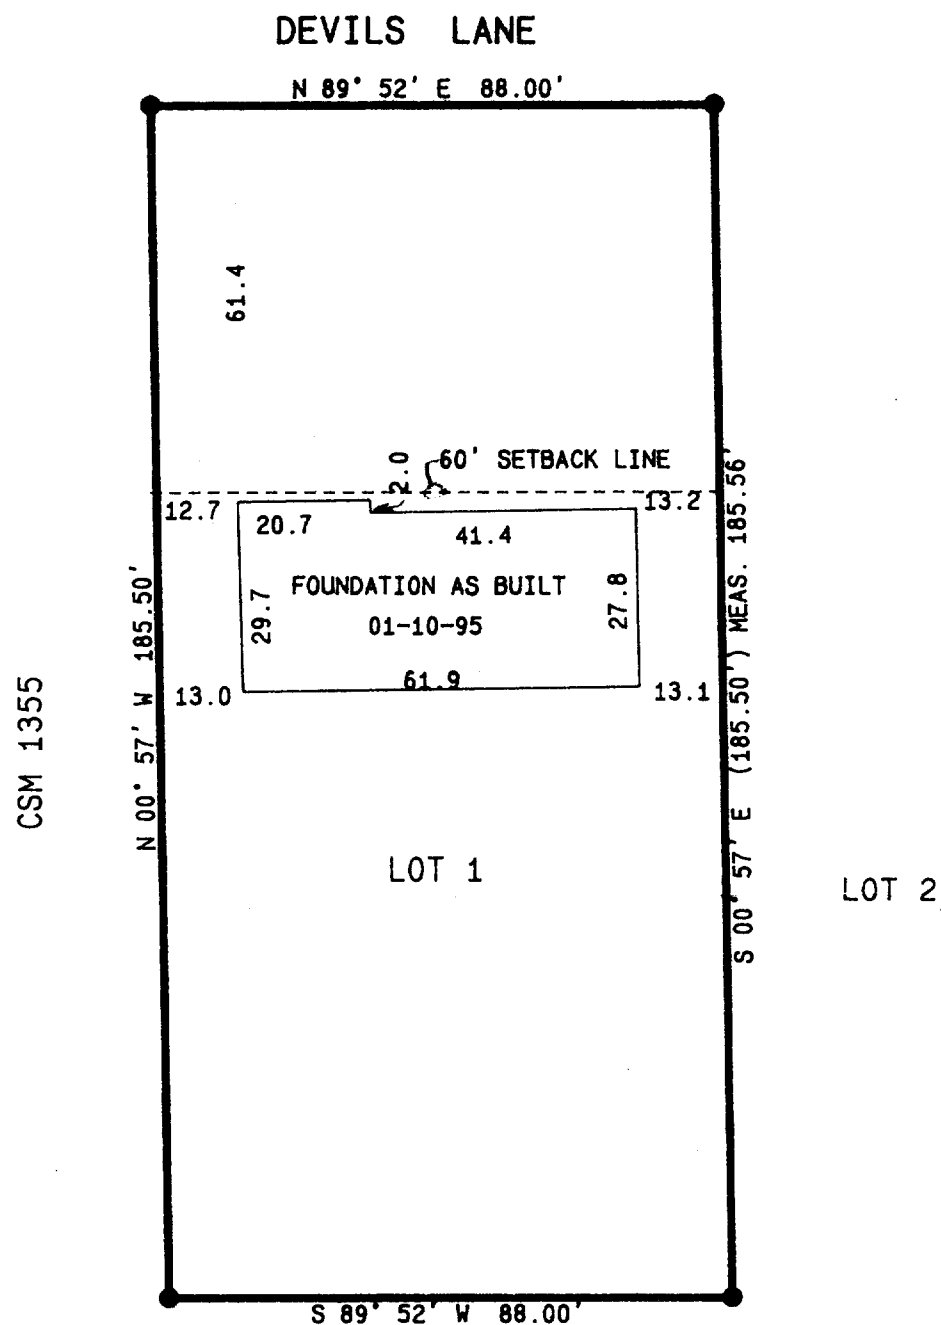 DEVILS LANE
N 89° 52' E 88.00'
61.4
2.0
60' SETBACK LINE
12.7
20.7
41.4
13.2
FOUNDATION AS BUILT
01-10-95
29.7
27.8
61.9
13.0
13.1
N 00° 57' W 185.50'
S 00° 57' E (185.50') MEAS. 185.56'
CSM 1355
LOT 1
LOT 2
S 89° 52' W 88.00'